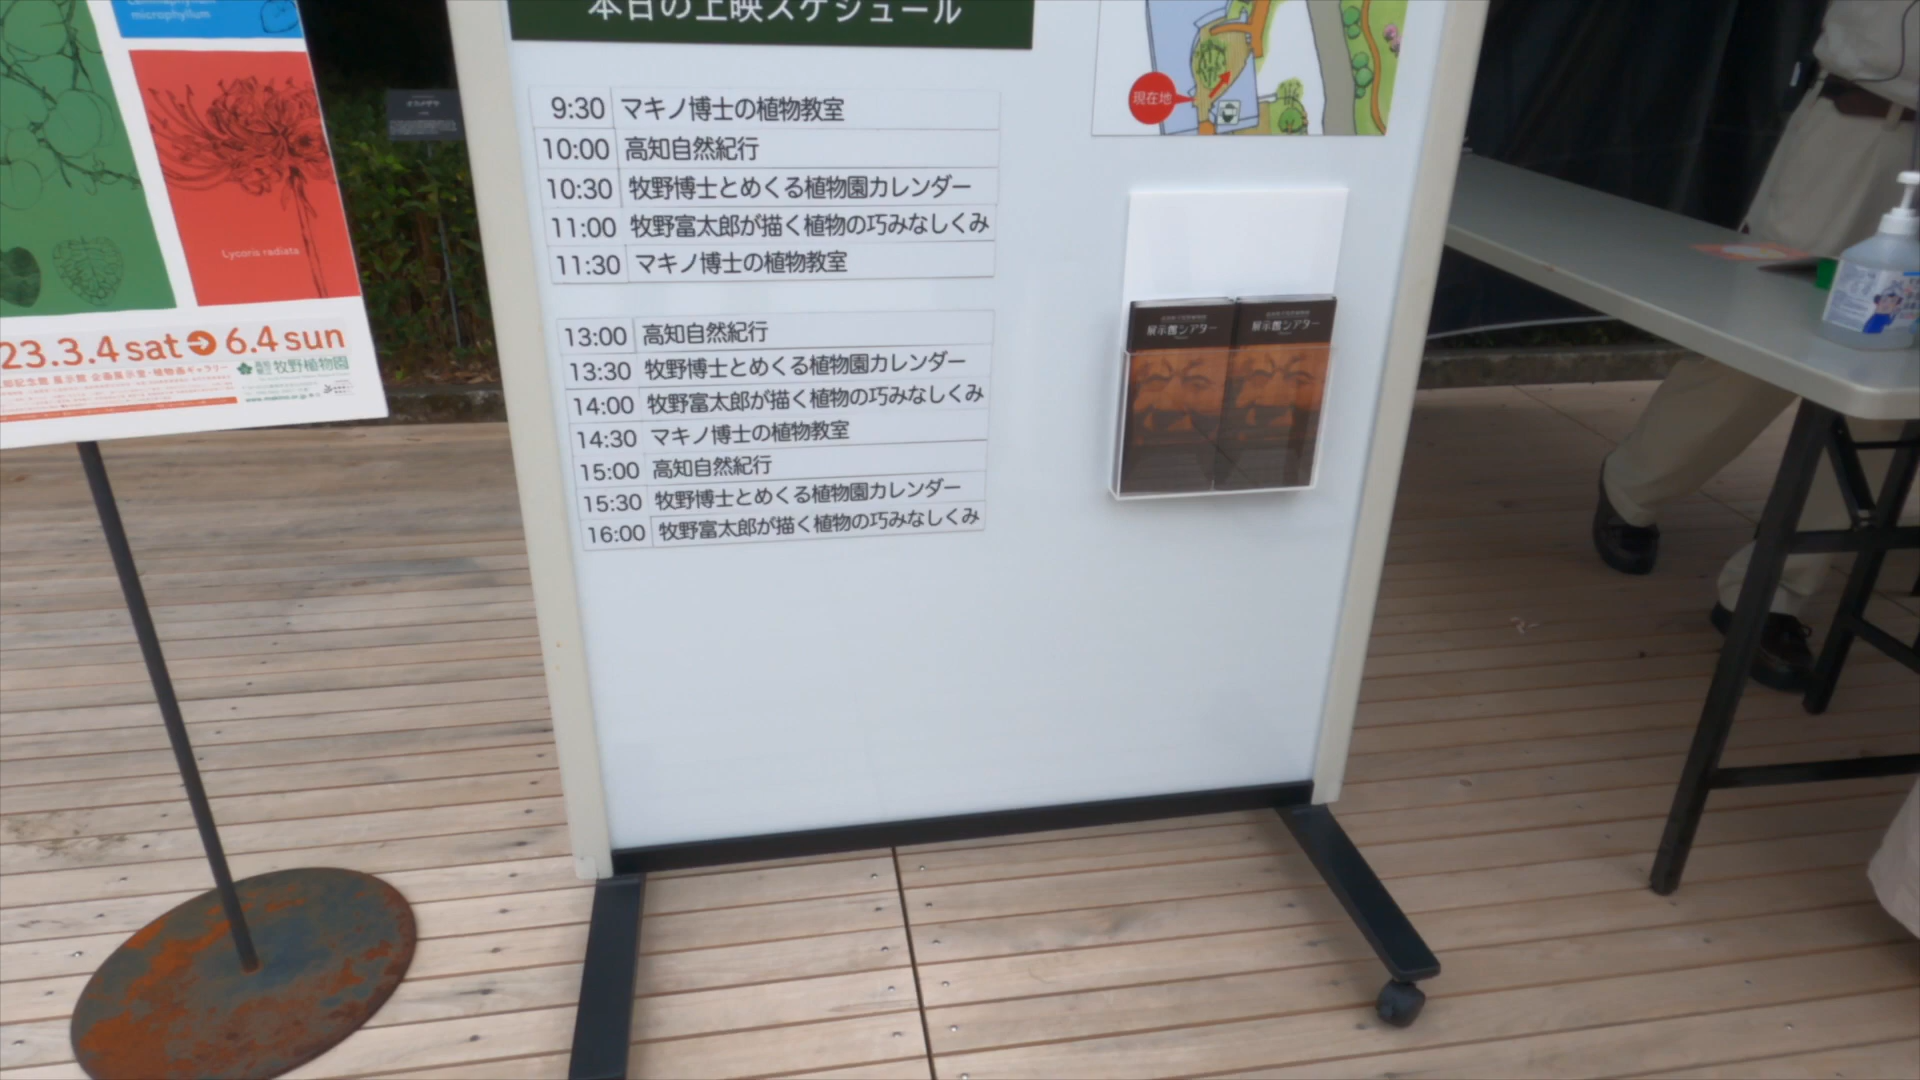 本日の上映スケジュール
9:30 マキノ博士の植物教室
10:00 高知自然紀行
10:30 牧野博士とめくる植物園カレンダー
11:00 牧野富太郎が描く植物の巧みなしくみ
11:30 マキノ博士の植物教室
13:00 高知自然紀行
13:30 牧野博士とめくる植物園カレンダー
14:00 牧野富太郎が描く植物の巧みなしくみ
14:30 マキノ博士の植物教室
15:00 高知自然紀行
15:30 牧野博士とめくる植物園カレンダー
16:00 牧野富太郎が描く植物の巧みなしくみ
現在地
展示館シアター
展示館シアター
microphyllum
Lycoris radiata
23.3.4 sat 6.4 sun
牧野植物園